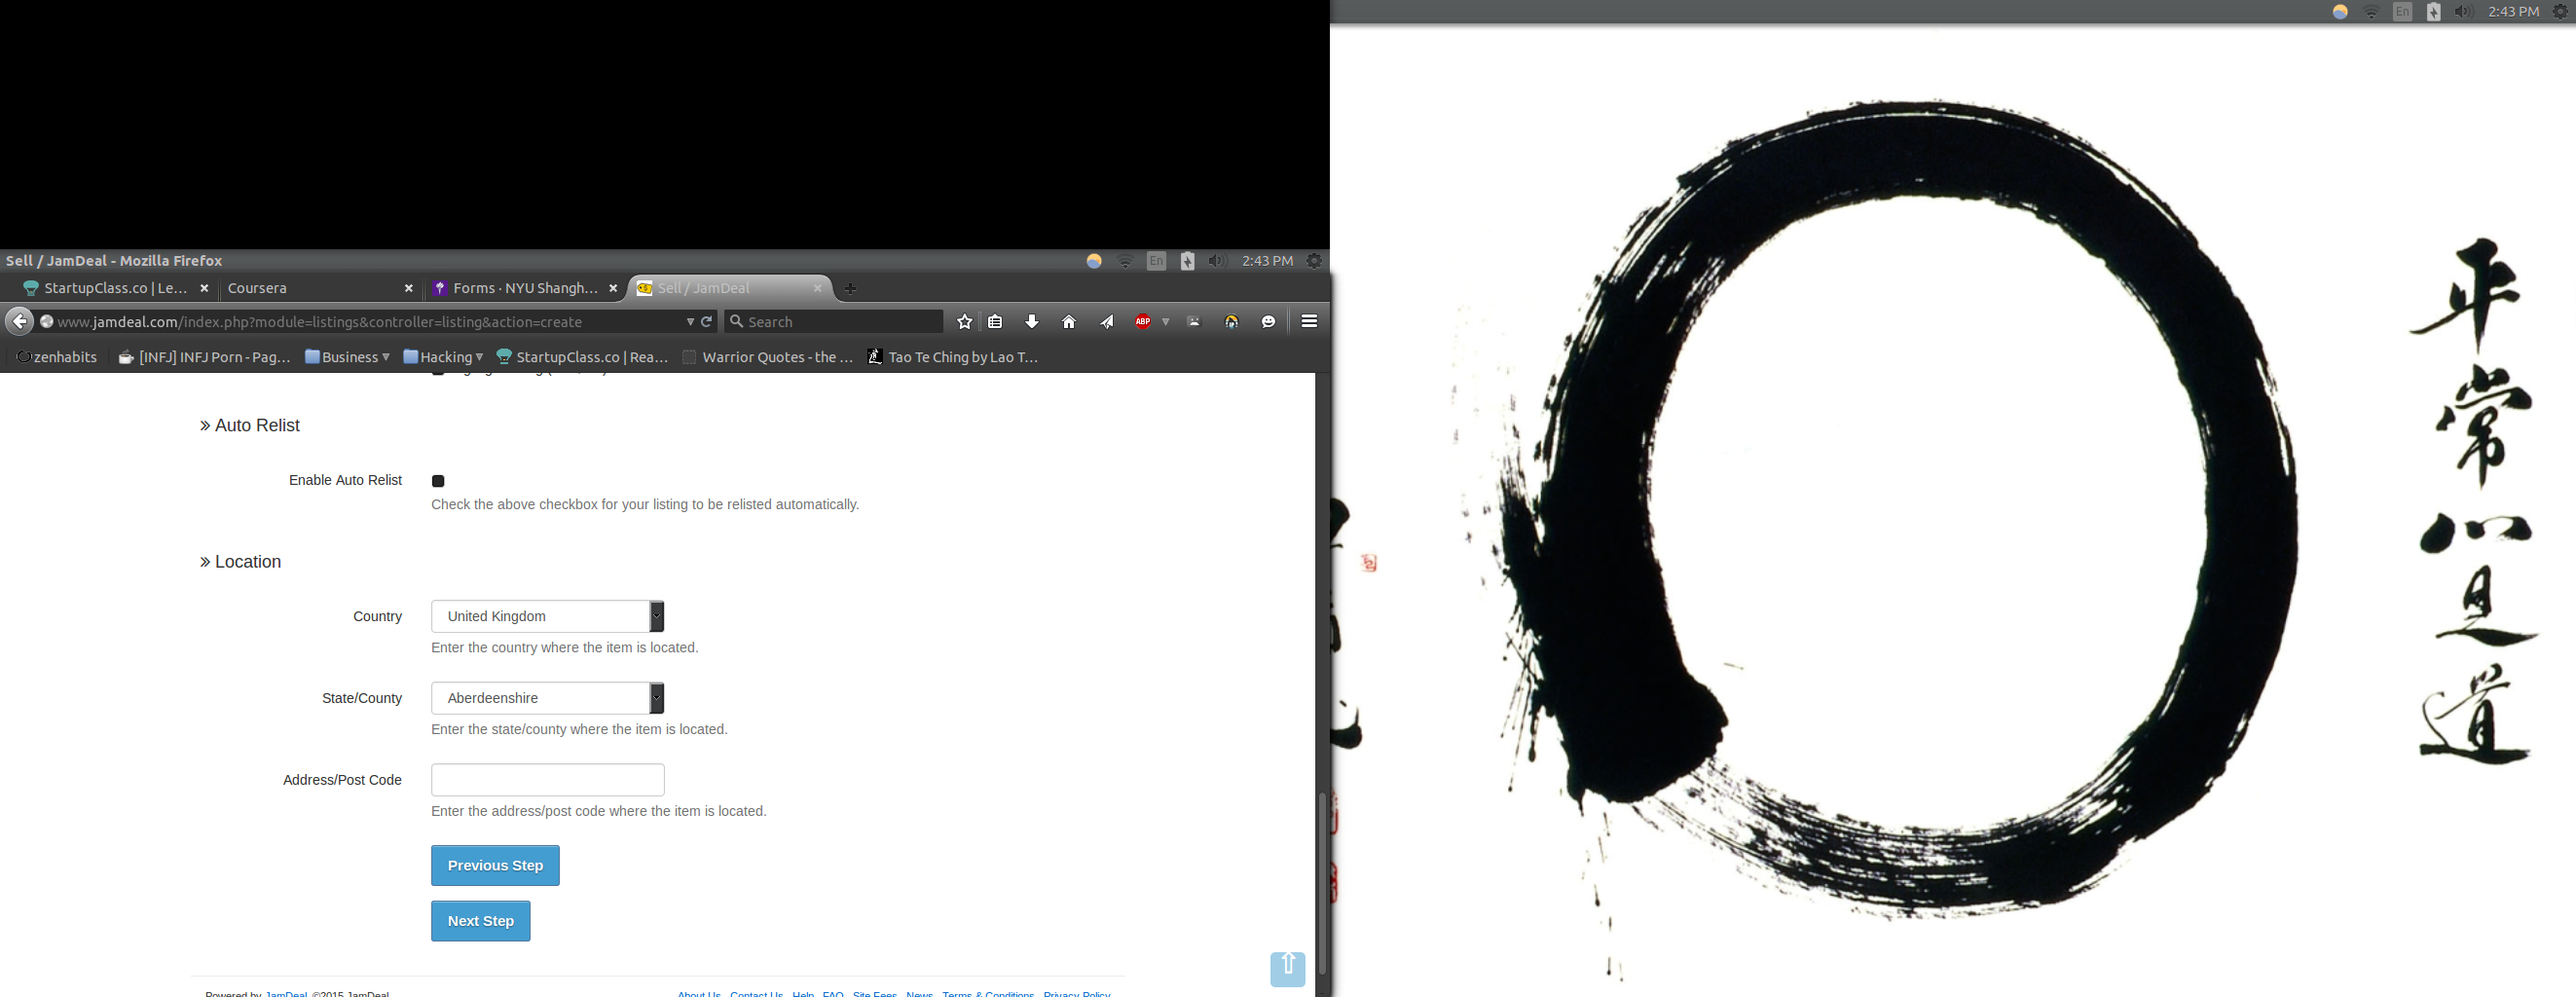 2:43 PM
En
Sell / JamDeal - Mozilla Firefox
En
2:43 PM
StartupClass.co | Le...
Coursera
Forms · NYU Shangh...
Sell / JamDeal
www.jamdeal.com/index.php?module=listings&controller=listing&action=create
Search
ABP
zenhabits
[INFJ] INFJ Porn - Pag...
Business
Hacking
StartupClass.co | Rea...
Warrior Quotes - the ...
Tao Te Ching by Lao T...
Auto Relist
Enable Auto Relist
Check the above checkbox for your listing to be relisted automatically.
Location
Country
United Kingdom
Enter the country where the item is located.
State/County
Aberdeenshire
Enter the state/county where the item is located.
Address/Post Code
Enter the address/post code where the item is located.
Previous Step
Next Step
Powered by JamDeal. ©2015 JamDeal
About Us
Contact Us
Help
FAQ
Site Fees
News
Terms & Conditions
Privacy Policy
平常心是道